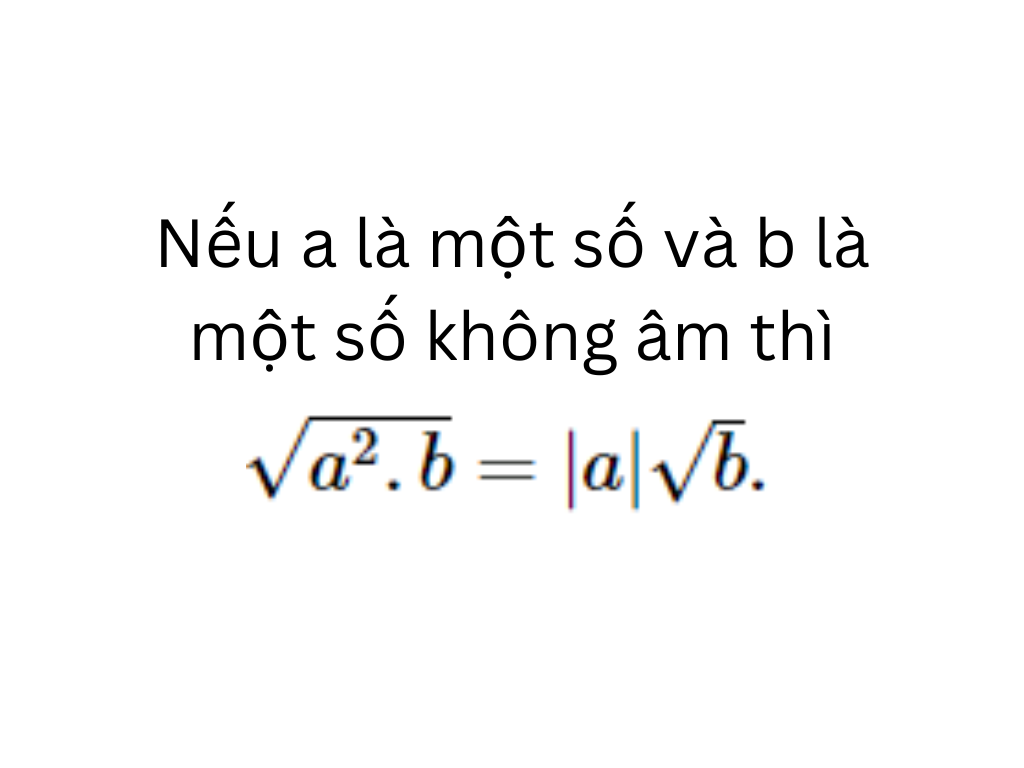 Nếu a là một số và b là
một số không âm thì
√a².b = |a|√b.